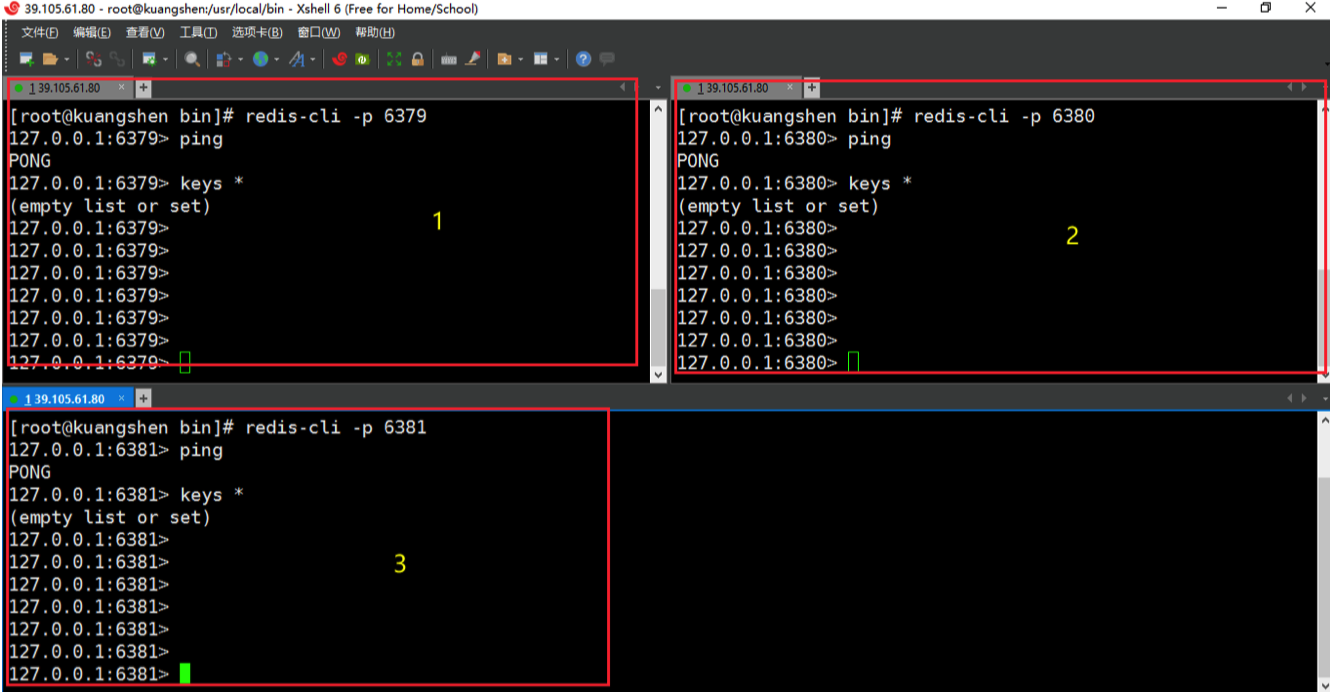 39.105.61.80 - root@kuangshen:/usr/local/bin - Xshell 6 (Free for Home/School)
文件(F) 编辑(E) 查看(V) 工具(T) 选项卡(B) 窗口(W) 帮助(H)
1 39.105.61.80
[root@kuangshen bin]# redis-cli -p 6379
127.0.0.1:6379> ping
PONG
127.0.0.1:6379> keys *
(empty list or set)
127.0.0.1:6379>
127.0.0.1:6379>
127.0.0.1:6379>
127.0.0.1:6379>
127.0.0.1:6379>
127.0.0.1:6379>
127.0.0.1:6379>
1
1 39.105.61.80
[root@kuangshen bin]# redis-cli -p 6380
127.0.0.1:6380> ping
PONG
127.0.0.1:6380> keys *
(empty list or set)
127.0.0.1:6380>
127.0.0.1:6380>
127.0.0.1:6380>
127.0.0.1:6380>
127.0.0.1:6380>
127.0.0.1:6380>
127.0.0.1:6380>
2
1 39.105.61.80
[root@kuangshen bin]# redis-cli -p 6381
127.0.0.1:6381> ping
PONG
127.0.0.1:6381> keys *
(empty list or set)
127.0.0.1:6381>
127.0.0.1:6381>
127.0.0.1:6381>
127.0.0.1:6381>
127.0.0.1:6381>
127.0.0.1:6381>
127.0.0.1:6381>
3